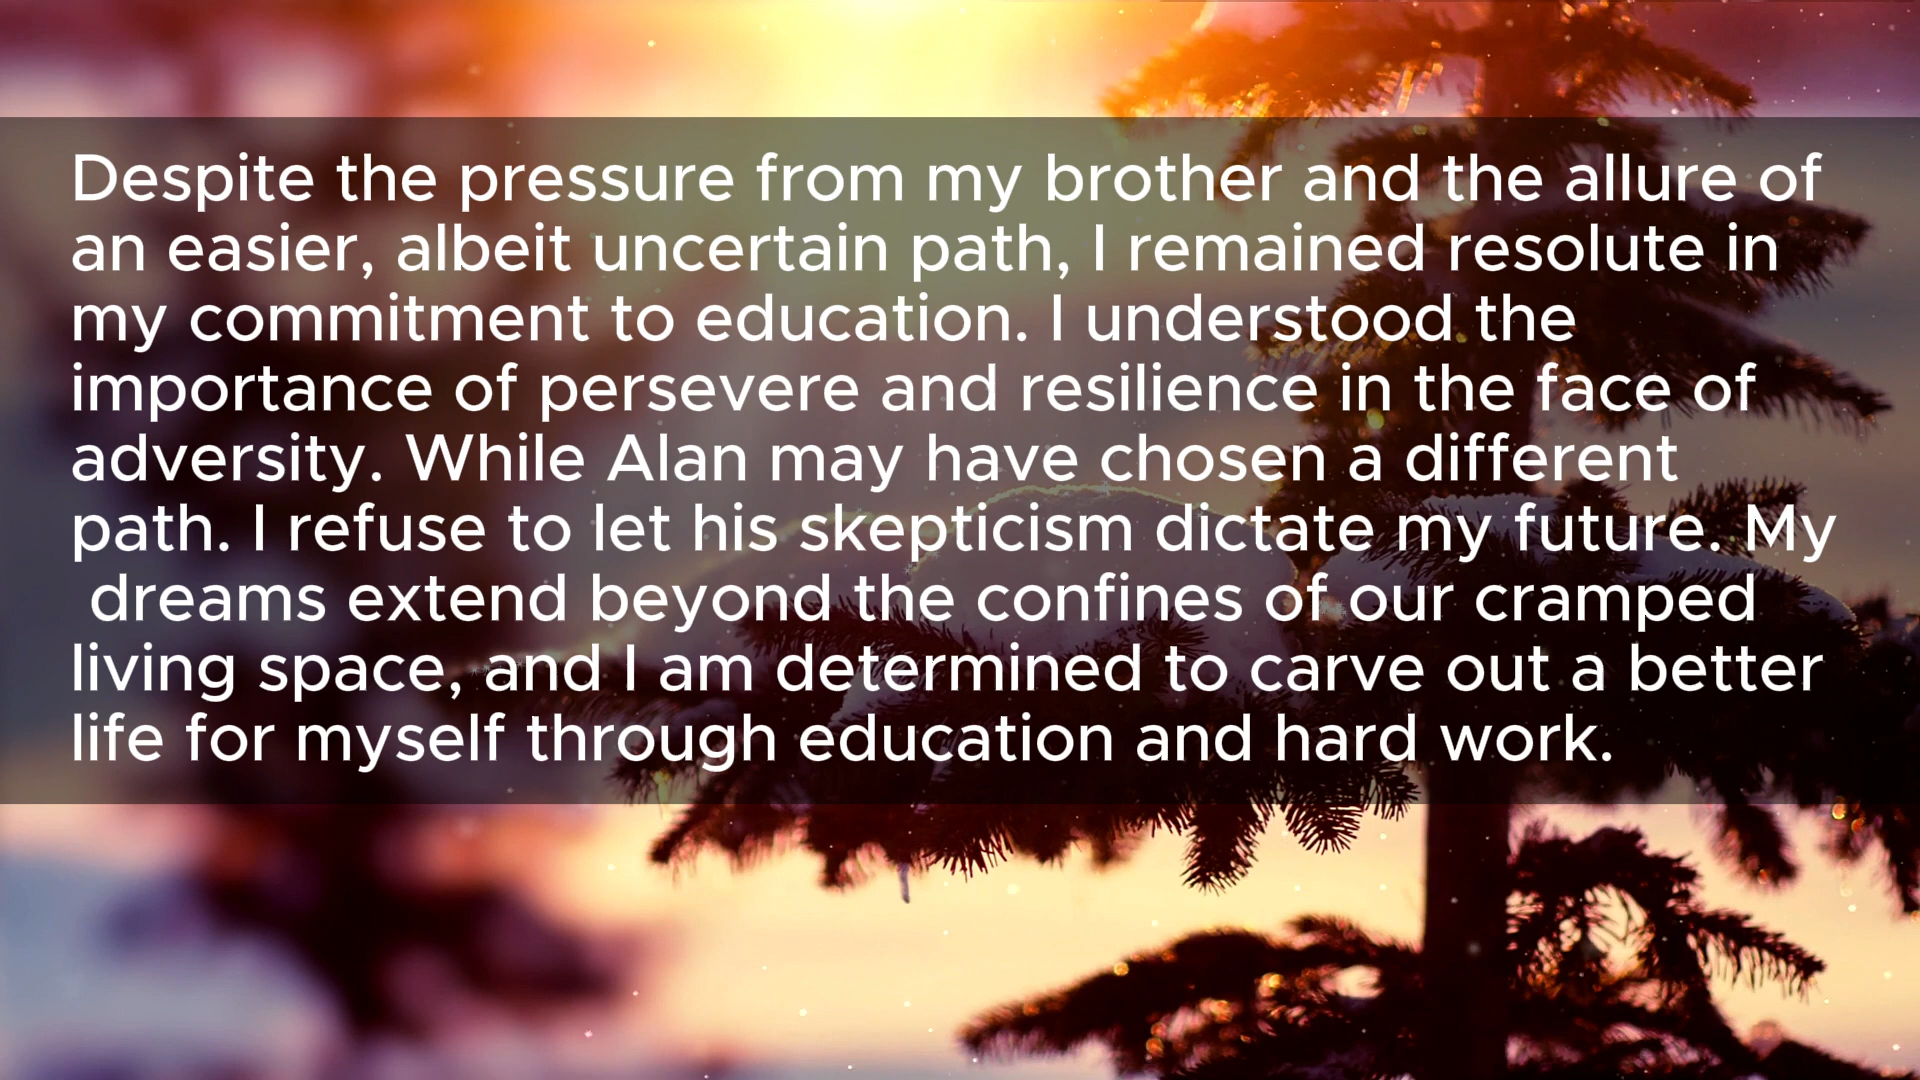 Despite the pressure from my brother and the allure of
an easier, albeit uncertain path, I remained resolute in
my commitment to education. I understood the
importance of persevere and resilience in the face of
adversity. While Alan may have chosen a different
path. I refuse to let his skepticism dictate my future. My
dreams extend beyond the confines of our cramped
living space, and I am determined to carve out a better
life for myself through education and hard work.